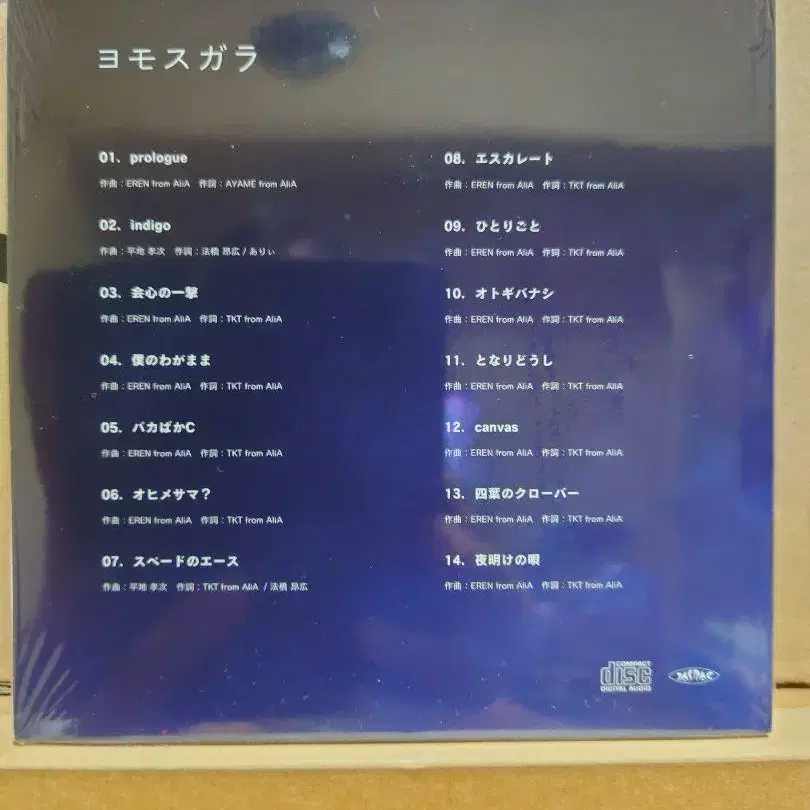 ヨモスガラ
01. prologue
作曲：EREN from AliA 作詞：AYAME from AliA
02. indigo
作曲：平地 孝次 作詞：法橋 昂広 / ありぃ
03. 会心の一撃
作曲：EREN from AliA 作詞：TKT from AliA
04. 僕のわがまま
作曲：EREN from AliA 作詞：TKT from AliA
05. バカばかC
作曲：EREN from AliA 作詞：TKT from AliA
06. オヒメサマ？
作曲：EREN from AliA 作詞：TKT from AliA
07. スペードのエース
作曲：平地 孝次 作詞：TKT from AliA / 法橋 昂広
08. エスカレート
作曲：EREN from AliA 作詞：TKT from AliA
09. ひとりごと
作曲：EREN from AliA 作詞：TKT from AliA
10. オトギバナシ
作曲：EREN from AliA 作詞：TKT from AliA
11. となりどうし
作曲：EREN from AliA 作詞：TKT from AliA
12. canvas
作曲：EREN from AliA 作詞：TKT from AliA
13. 四葉のクローバー
作曲：EREN from AliA 作詞：TKT from AliA
14. 夜明けの唄
作曲：EREN from AliA 作詞：TKT from AliA
COMPACT
disc
DIGITAL AUDIO
JASRAC